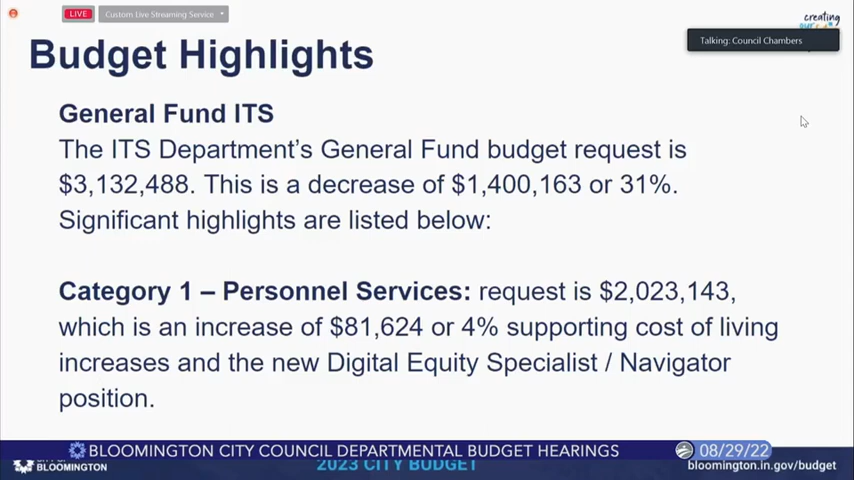 LIVE
Custom Live Streaming Service
creating
Talking: Council Chambers
Budget Highlights
General Fund ITS
The ITS Department's General Fund budget request is
$3,132,488. This is a decrease of $1,400,163 or 31%.
Significant highlights are listed below:
Category 1 – Personnel Services: request is $2,023,143,
which is an increase of $81,624 or 4% supporting cost of living
increases and the new Digital Equity Specialist / Navigator
position.
BLOOMINGTON CITY COUNCIL DEPARTMENTAL BUDGET HEARINGS
08/29/22
BLOOMINGTON
2023 CITY BUDGET
bloomington.in.gov/budget